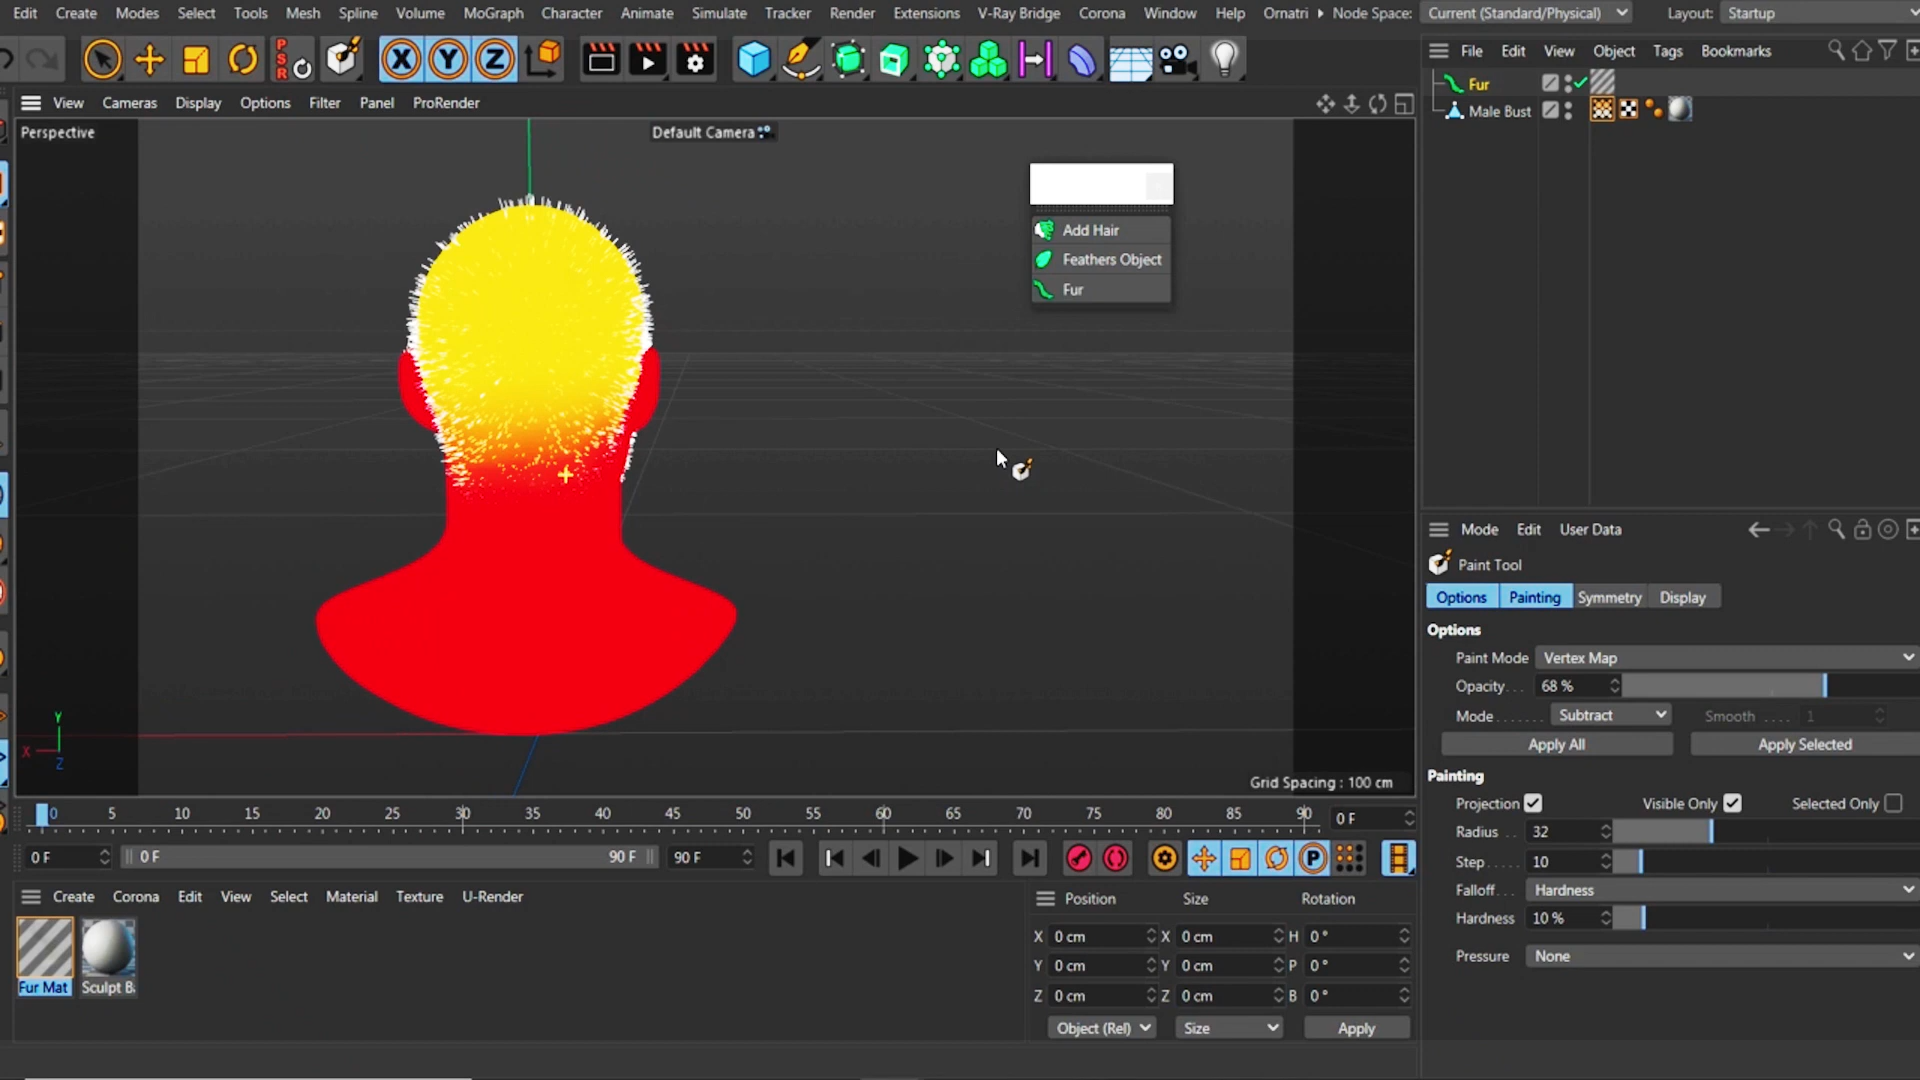 Edit Create Modes Select Tools Mesh Spline Volume MoGraph Character Animate Simulate Tracker Render Extensions V-Ray Bridge Corona Window Help Ornatri Node Space: Current (Standard/Physical) Layout: Startup
PSR X Y Z
File Edit View Object Tags Bookmarks
Fur
Male Bust
View Cameras Display Options Filter Panel ProRender
Perspective
Default Camera
Add Hair
Feathers Object
Fur
Y
X
Z
Grid Spacing : 100 cm
Mode Edit User Data
Paint Tool
Options Painting Symmetry Display
Options
Paint Mode Vertex Map
Opacity. . . 68 %
Mode . . . . . . . Subtract Smooth . . . . 1
Apply All Apply Selected
Painting
Projection Visible Only Selected Only
Radius . . 32
Step. . . . . 10
Falloff. . . Hardness
Hardness 10 %
Pressure None
0 5 10 15 20 25 30 35 40 45 50 55 60 65 70 75 80 85 90 0 F
0 F 0 F 90 F 90 F P
Create Corona Edit View Select Material Texture U-Render
Fur Mat Sculpt B.
Position Size Rotation
X 0 cm X 0 cm H 0 °
Y 0 cm Y 0 cm P 0 °
Z 0 cm Z 0 cm B 0 °
Object (Rel) Size Apply